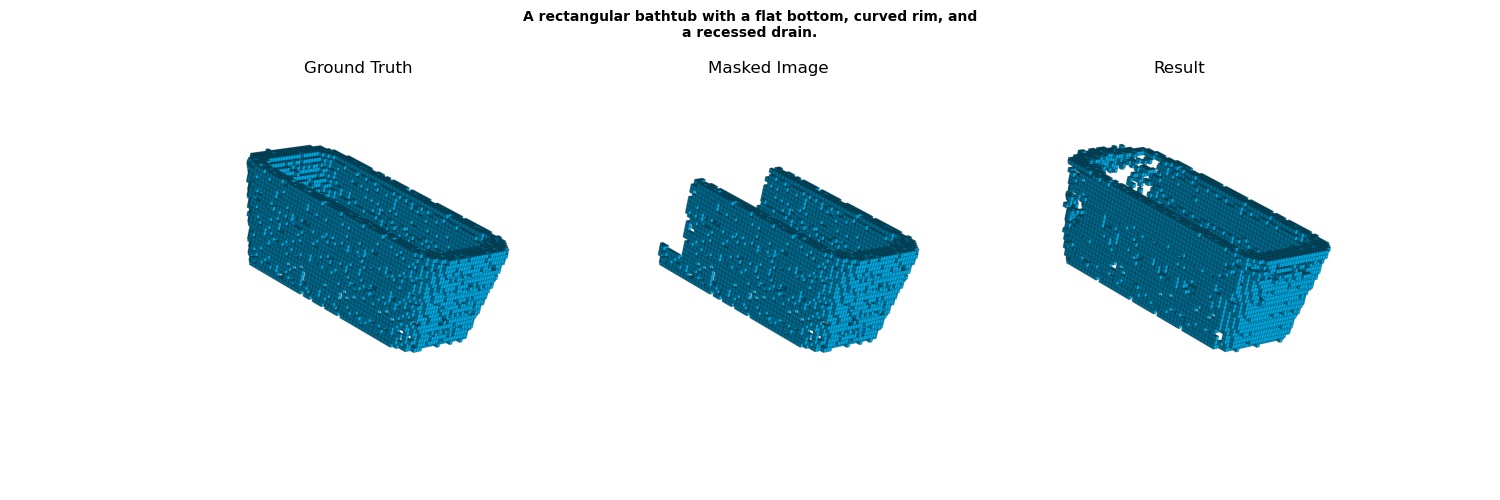 A rectangular bathtub with a flat bottom, curved rim, and
a recessed drain.
Ground Truth
Masked Image
Result